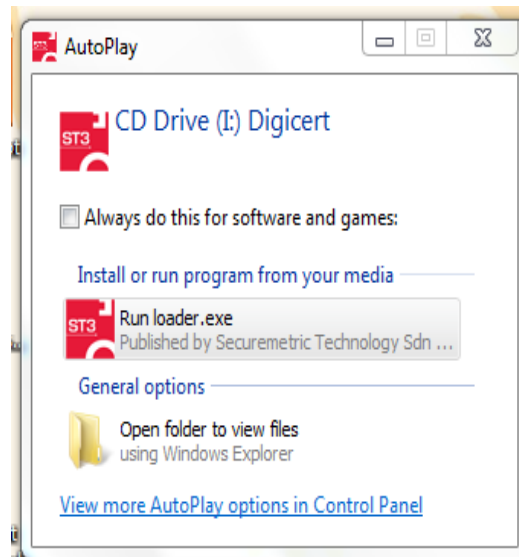 AutoPlay
ST3
CD Drive (I:) Digicert
Always do this for software and games:
Install or run program from your media
ST3
Run loader.exe
Published by Securemetric Technology Sdn ...
General options
Open folder to view files
using Windows Explorer
View more AutoPlay options in Control Panel